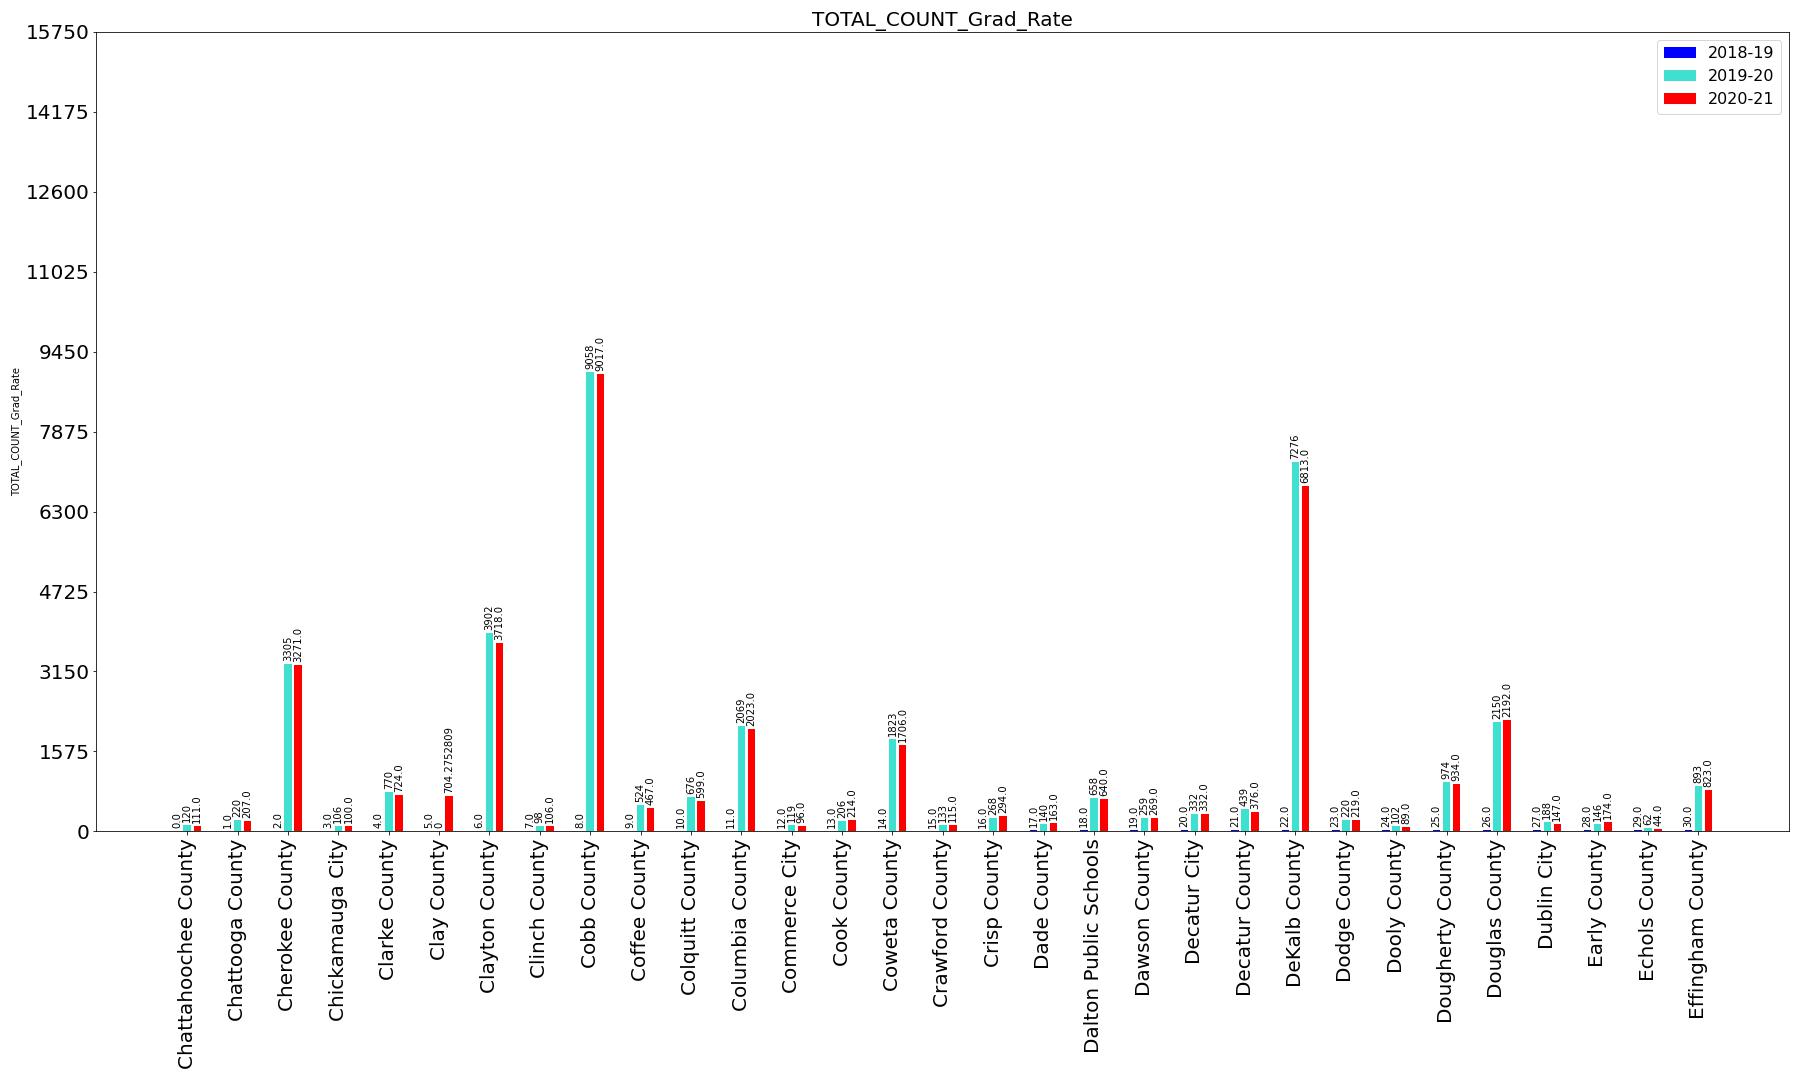 TOTAL_COUNT_Grad_Rate
15750
14175
12600
11025
9450
7875
6300
4725
3150
1575
0
TOTAL_COUNT_Grad_Rate
2018-19
2019-20
2020-21
0.0 120 111.0
1.0 220 207.0
2.0 3305 3271.0
3.0 106 100.0
4.0 770 724.0
5.0 0 704.2752809
6.0 3902 3718.0
7.0 98 106.0
8.0 9058 9017.0
9.0 524 467.0
10.0 676 599.0
11.0 2069 2023.0
12.0 119 96.0
13.0 206 214.0
14.0 1823 1706.0
15.0 133 115.0
16.0 268 294.0
17.0 140 163.0
18.0 658 640.0
19.0 259 269.0
20.0 332 332.0
21.0 439 376.0
22.0 7276 6813.0
23.0 220 219.0
24.0 102 89.0
25.0 974 934.0
26.0 2150 2192.0
27.0 188 147.0
28.0 146 174.0
29.0 62 44.0
30.0 893 823.0
Chattahoochee County
Chattooga County
Cherokee County
Chickamauga City
Clarke County
Clay County
Clayton County
Clinch County
Cobb County
Coffee County
Colquitt County
Columbia County
Commerce City
Cook County
Coweta County
Crawford County
Crisp County
Dade County
Dalton Public Schools
Dawson County
Decatur City
Decatur County
DeKalb County
Dodge County
Dooly County
Dougherty County
Douglas County
Dublin City
Early County
Echols County
Effingham County